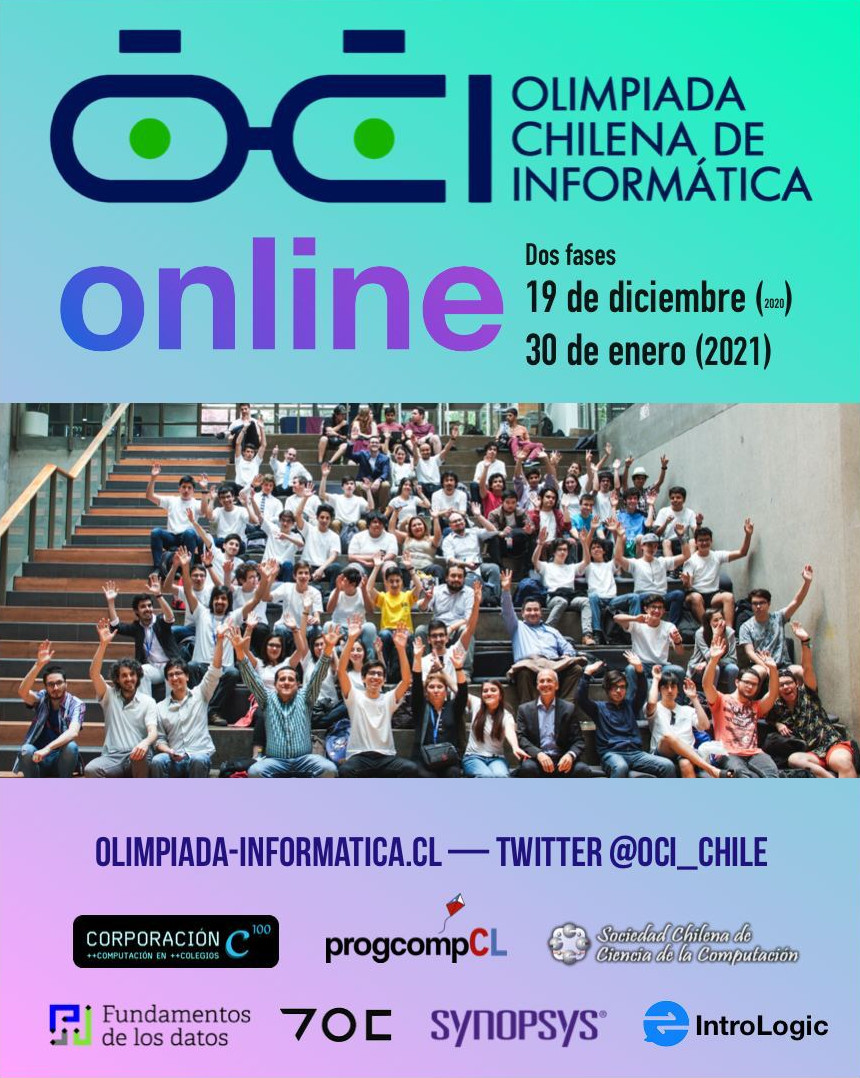 OCI
OLIMPIADA
CHILENA DE
INFORMÁTICA
online
Dos fases
19 de diciembre (2020)
30 de enero (2021)
OLIMPIADA-INFORMATICA.CL — TWITTER @OCI_CHILE
CORPORACIÓN C100
++COMPUTACIÓN EN ++COLEGIOS
progcompCL
Sociedad Chilena de
Ciencia de la Computación
Fundamentos
de los datos
TOC
SYNOPSYS®
IntroLogic